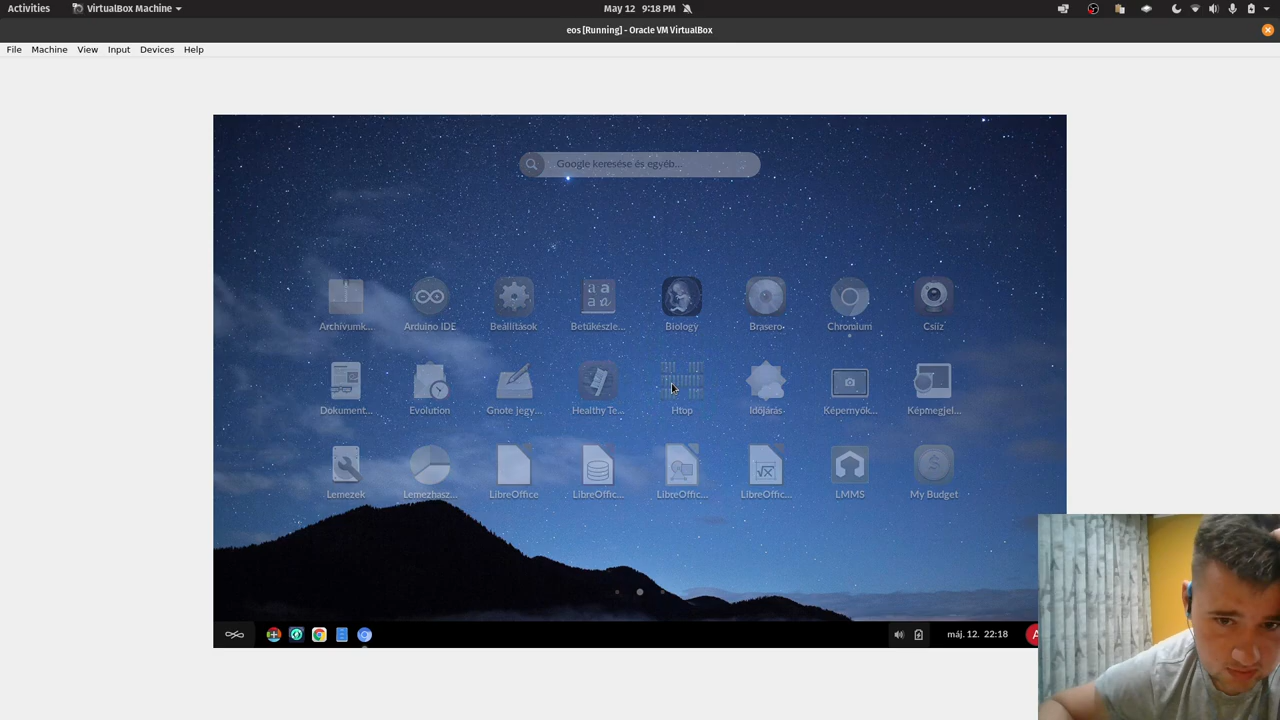 Activities VirtualBox Machine May 12 9:18 PM
eos [Running] - Oracle VM VirtualBox
File Machine View Input Devices Help
Google keresése és egyéb...
Archívumk... Arduino IDE Beállítások Betűkészle... Biology Brasero Chromium Csíz
Dokument... Evolution Gnote jegy... Healthy Te... Htop Időjárás Képernyők... Képmegjel...
Lemezek Lemezhasz... LibreOffice LibreOffic... LibreOffic... LibreOffic... LMMS My Budget
máj. 12. 22:18